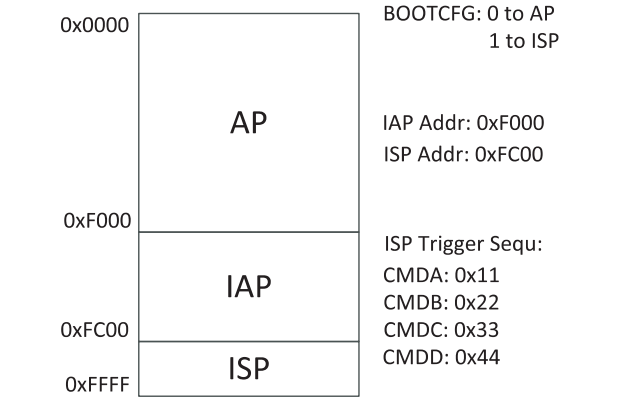 0x0000
BOOTCFG: 0 to AP
1 to ISP
AP
IAP Addr: 0xF000
ISP Addr: 0xFC00
0xF000
ISP Trigger Sequ:
IAP
CMDA: 0x11
CMDB: 0x22
0xFC00
CMDC: 0x33
CMDD: 0x44
ISP
0xFFFF